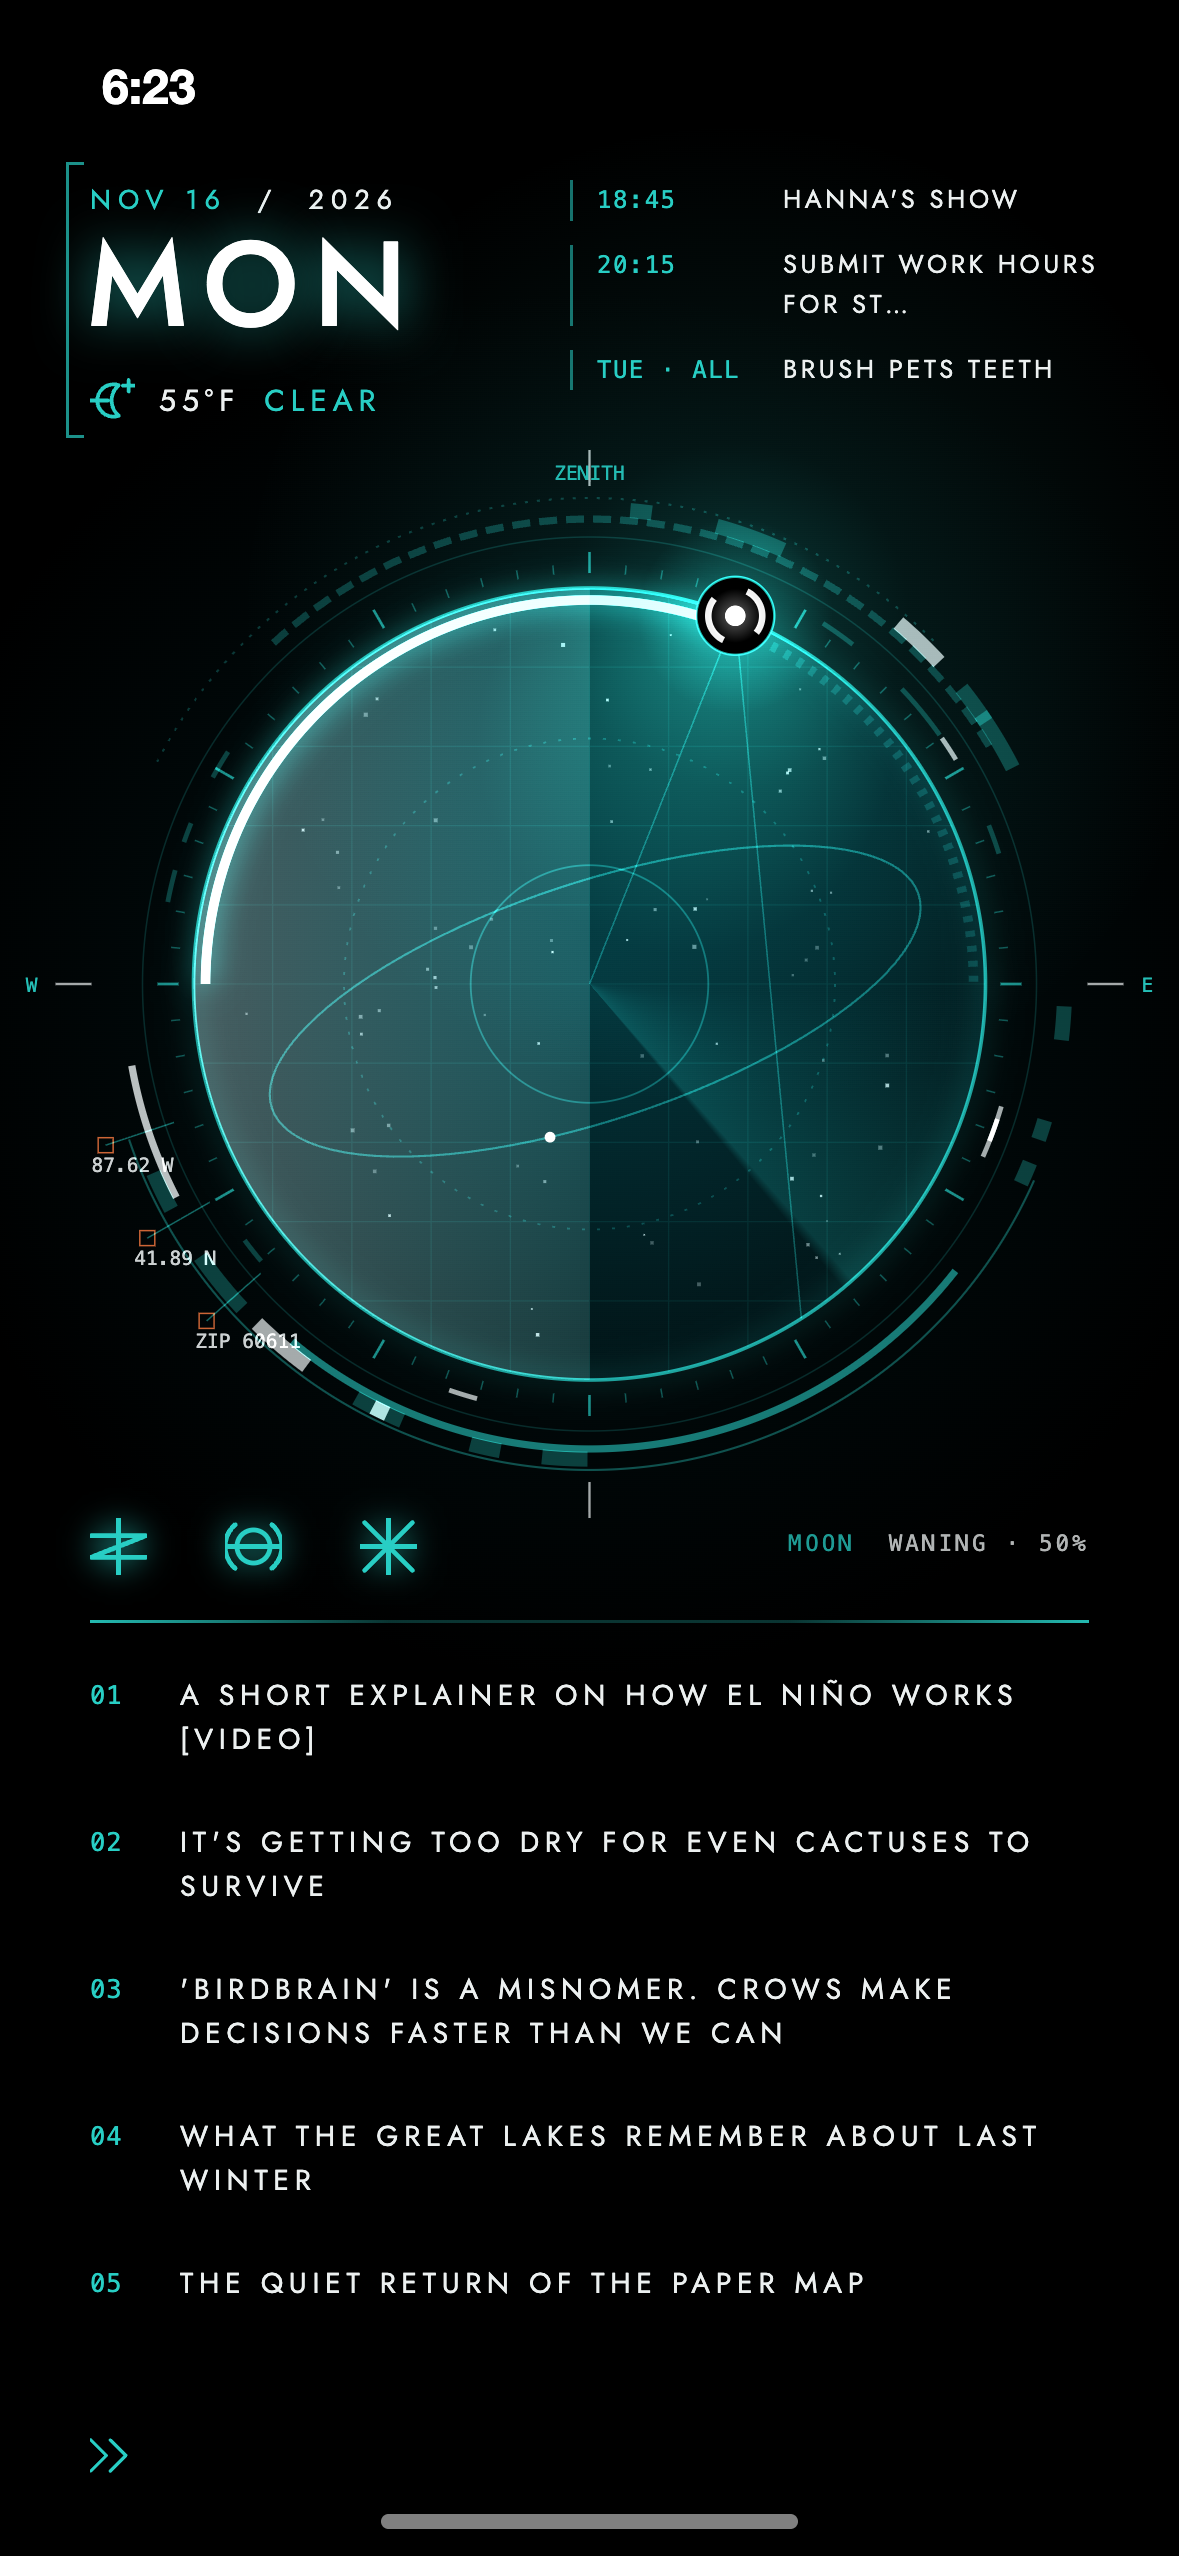 6:23
NOV 16 / 2026
MON
55°F CLEAR
18:45 HANNA'S SHOW
20:15 SUBMIT WORK HOURS
FOR ST...
TUE · ALL BRUSH PETS TEETH
ZENITH
W
E
87.62 W
41.89 N
ZIP 60611
MOON WANING · 50%
01 A SHORT EXPLAINER ON HOW EL NIÑO WORKS
[VIDEO]
02 IT'S GETTING TOO DRY FOR EVEN CACTUSES TO
SURVIVE
03 'BIRDBRAIN' IS A MISNOMER. CROWS MAKE
DECISIONS FASTER THAN WE CAN
04 WHAT THE GREAT LAKES REMEMBER ABOUT LAST
WINTER
05 THE QUIET RETURN OF THE PAPER MAP